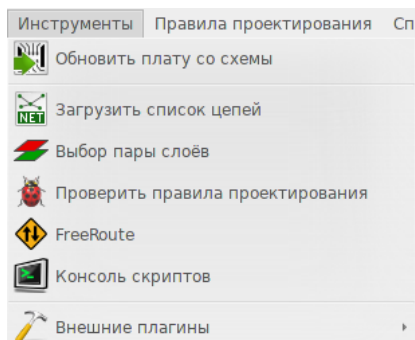 Инструменты Правила проектирования Сп
Обновить плату со схемы
NET Загрузить список цепей
Выбор пары слоёв
Проверить правила проектирования
FreeRoute
Консоль скриптов
Внешние плагины